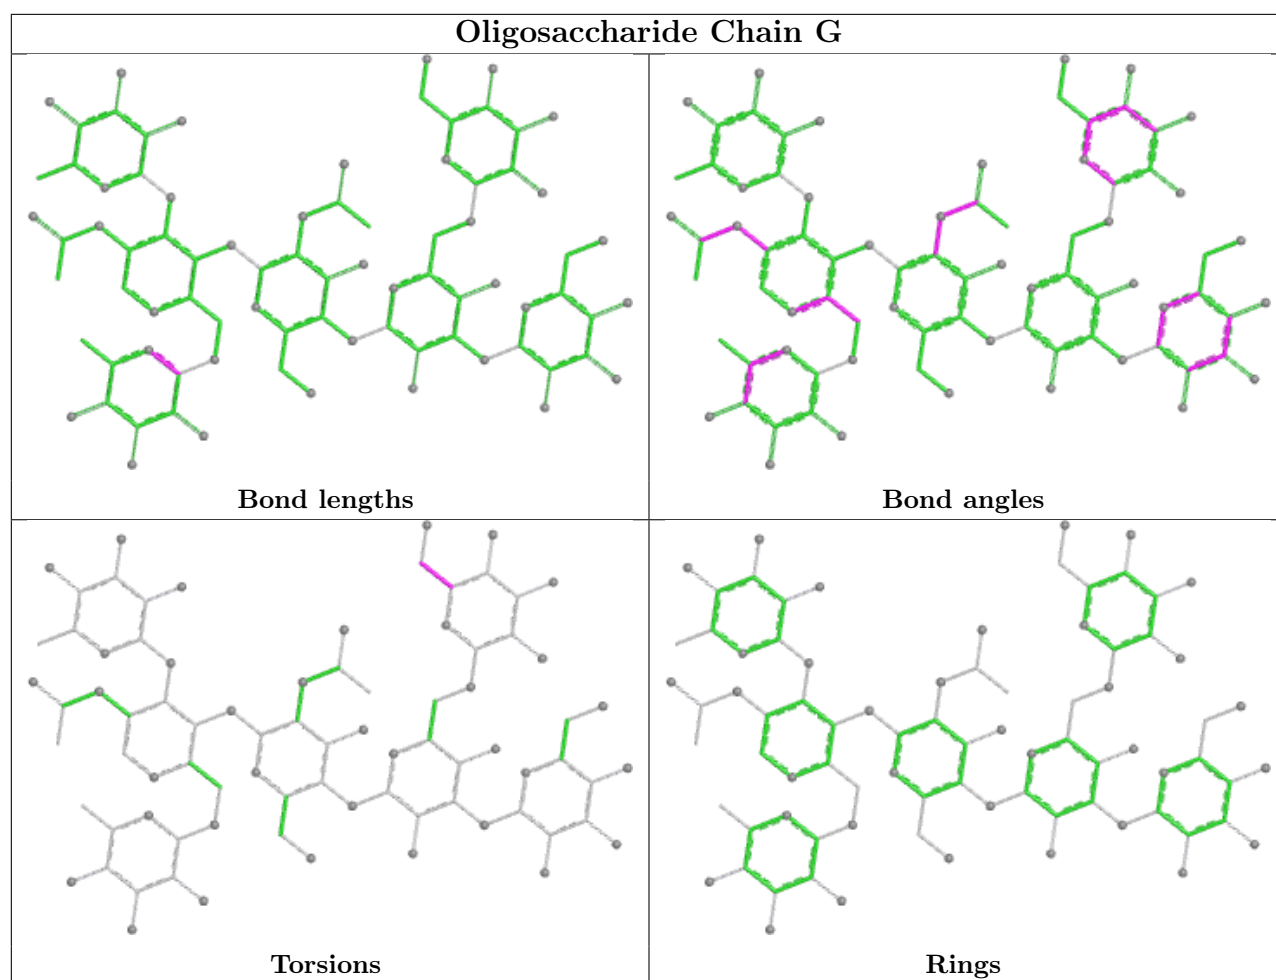 Oligosaccharide Chain G
Bond lengths
Bond angles
Torsions
Rings